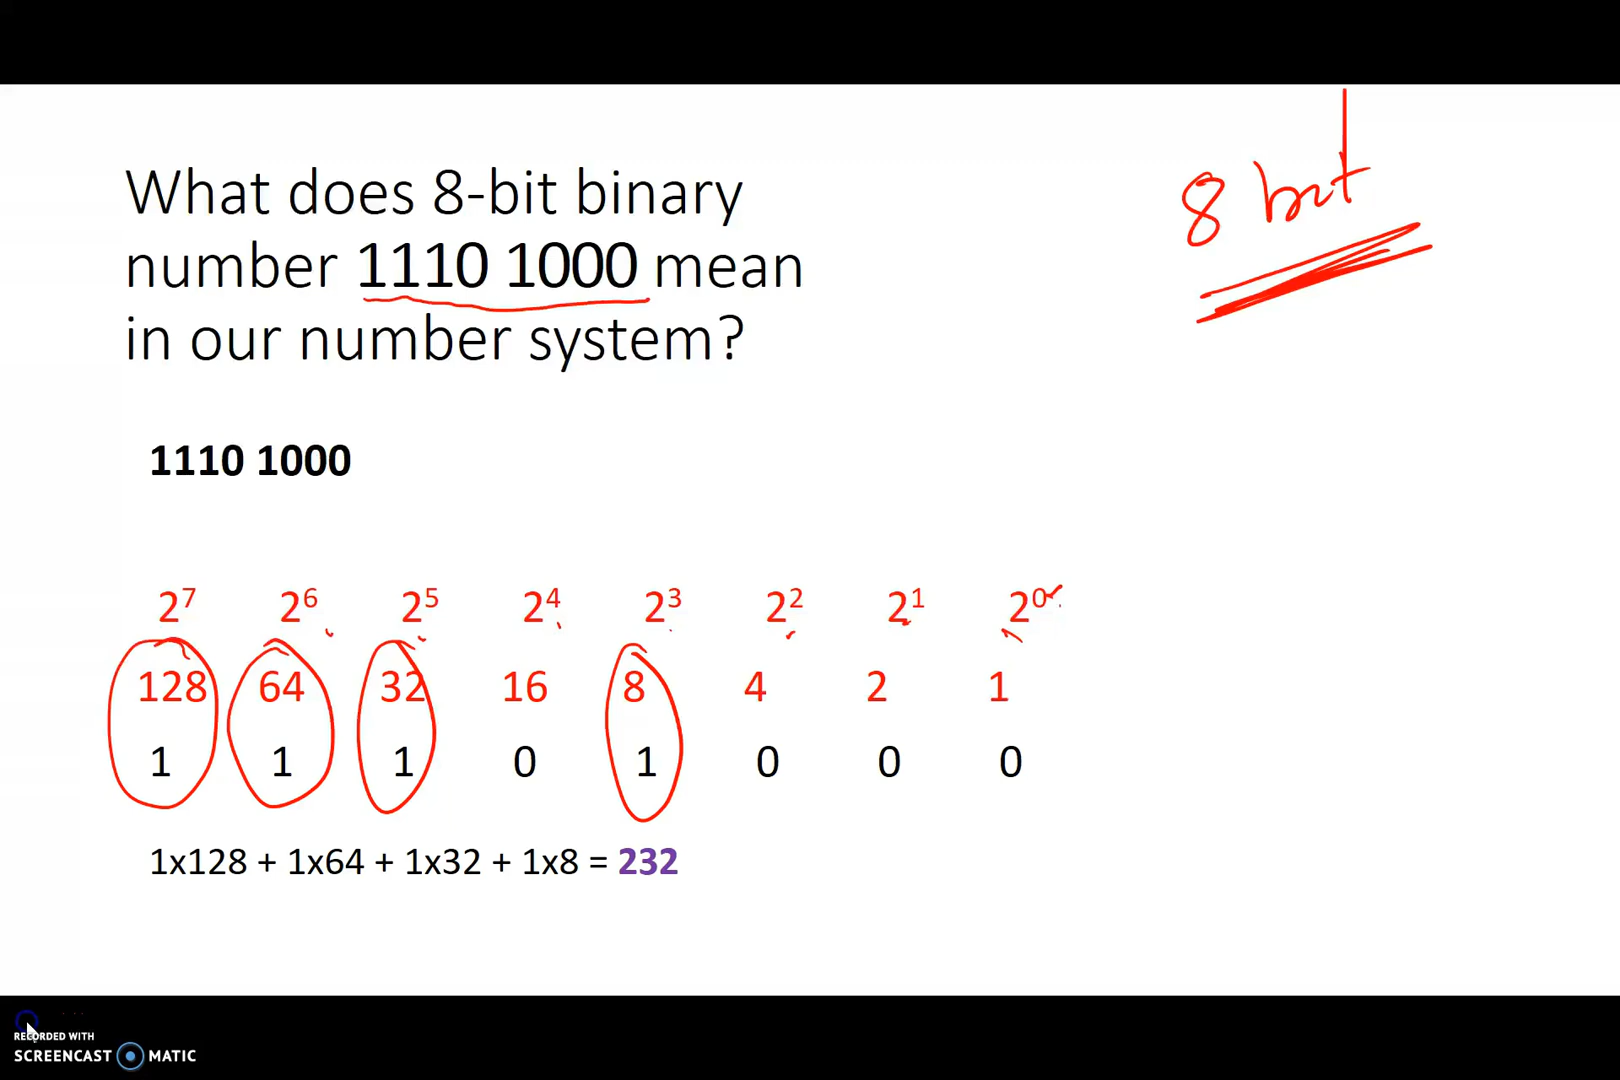 What does 8-bit binary
number 1110 1000 mean
in our number system?
8 bit
1110 1000
2⁷ 2⁶ 2⁵ 2⁴ 2³ 2² 2¹ 2⁰
128 64 32 16 8 4 2 1
1 1 1 0 1 0 0 0
1x128 + 1x64 + 1x32 + 1x8 = 232
RECORDED WITH
SCREENCAST MATIC